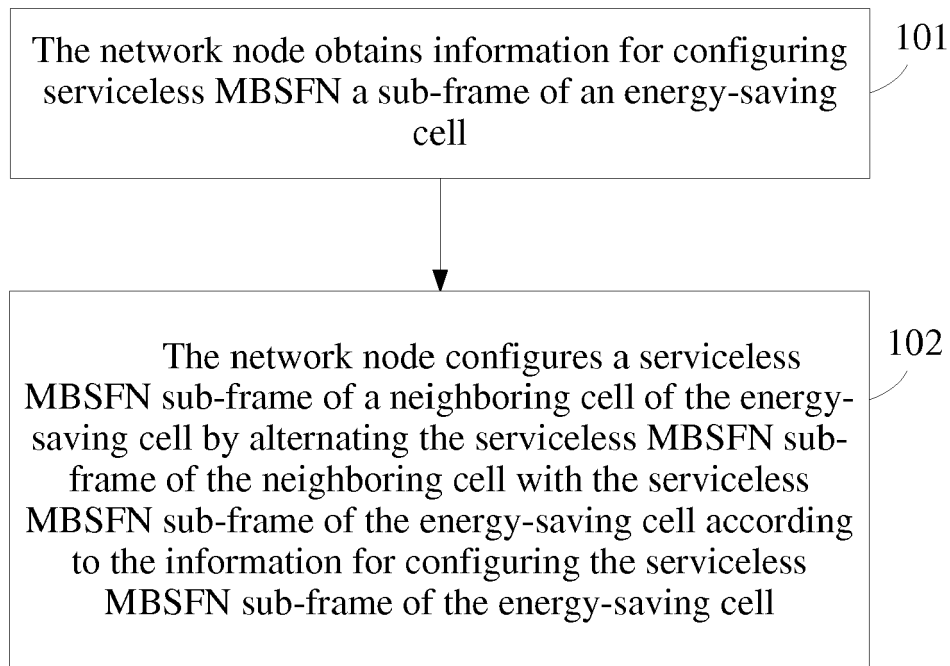 The network node obtains information for configuring
serviceless MBSFN a sub-frame of an energy-saving
cell
101
The network node configures a serviceless
MBSFN sub-frame of a neighboring cell of the energy-
saving cell by alternating the serviceless MBSFN sub-
frame of the neighboring cell with the serviceless
MBSFN sub-frame of the energy-saving cell according
to the information for configuring the serviceless
MBSFN sub-frame of the energy-saving cell
102